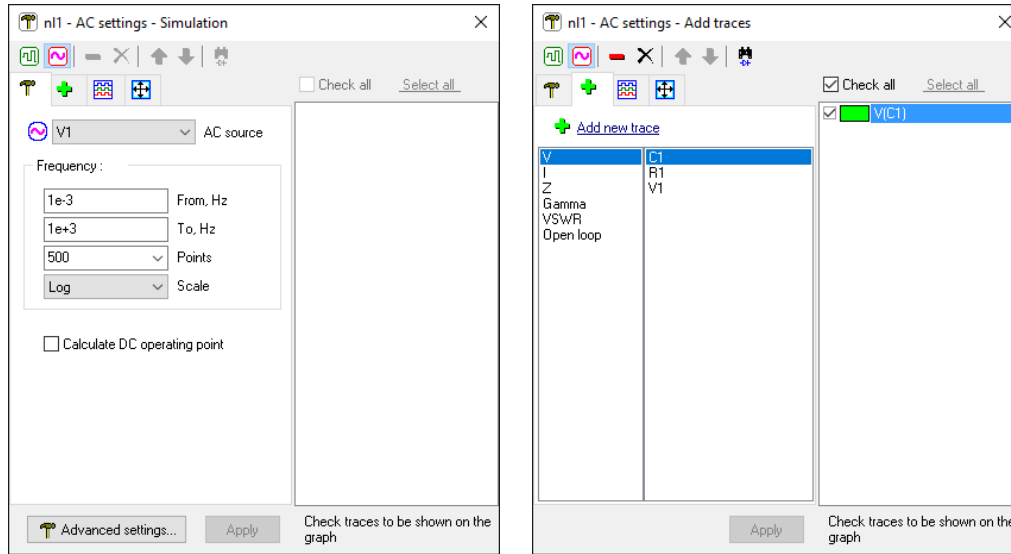 nl1 - AC settings - Simulation
Check all Select all
V1 AC source
Frequency :
1e-3 From, Hz
1e+3 To, Hz
500 Points
Log Scale
Calculate DC operating point
Advanced settings... Apply
Check traces to be shown on the
graph
nl1 - AC settings - Add traces
Check all Select all
Add new trace
V(C1)
V C1
I R1
Z V1
Gamma
VSWR
Open loop
Apply
Check traces to be shown on the
graph